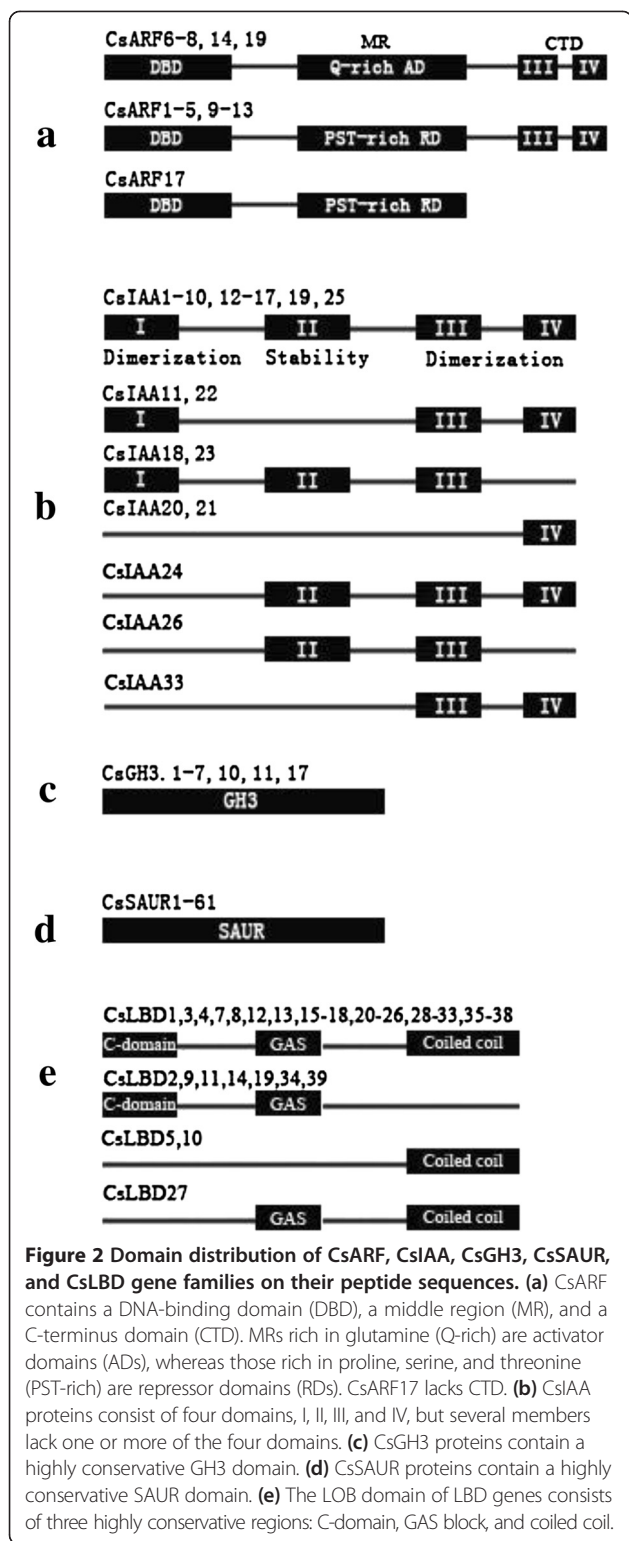 CsARF6-8, 14, 19 MR CTD
DBD Q-rich AD III IV
CsARF1-5, 9-13
a DBD PST-rich RD III IV
CsARF17
DBD PST-rich RD
CsIAA1-10, 12-17, 19, 25
I II III IV
Dimerization Stability Dimerization
CsIAA11, 22
I III IV
CsIAA18, 23
I II III
b
CsIAA20, 21
IV
CsIAA24
II III IV
CsIAA26
II III
CsIAA33
III IV
CsGH3. 1-7, 10, 11, 17
c GH3
CsSAUR1-61
d SAUR
CsLBD1,3,4,7,8,12,13,15-18,20-26,28-33,35-38
C-domain GAS Coiled coil
CsLBD2,9,11,14,19,34,39
e C-domain GAS
CsLBD5,10
Coiled coil
CsLBD27
GAS Coiled coil
Figure 2 Domain distribution of CsARF, CsIAA, CsGH3, CsSAUR,
and CsLBD gene families on their peptide sequences. (a) CsARF
contains a DNA-binding domain (DBD), a middle region (MR), and a
C-terminus domain (CTD). MRs rich in glutamine (Q-rich) are activator
domains (ADs), whereas those rich in proline, serine, and threonine
(PST-rich) are repressor domains (RDs). CsARF17 lacks CTD. (b) CsIAA
proteins consist of four domains, I, II, III, and IV, but several members
lack one or more of the four domains. (c) CsGH3 proteins contain a
highly conservative GH3 domain. (d) CsSAUR proteins contain a highly
conservative SAUR domain. (e) The LOB domain of LBD genes consists
of three highly conservative regions: C-domain, GAS block, and coiled coil.